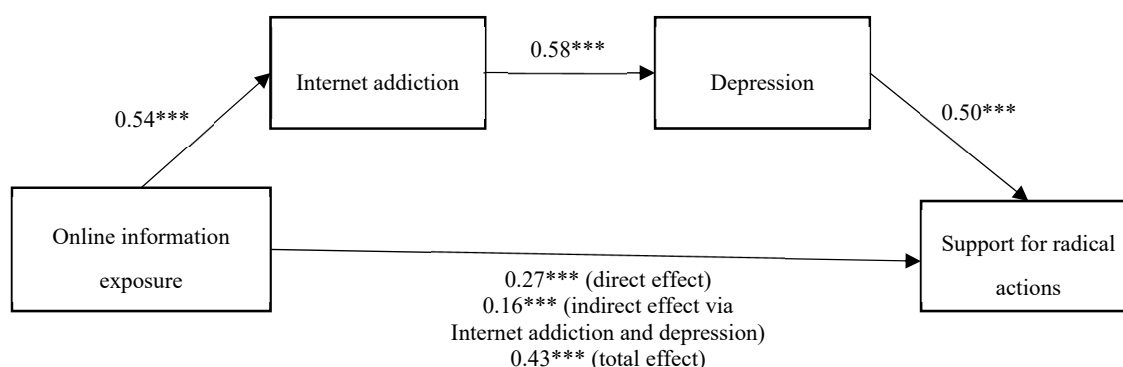 0.58***
Internet addiction
Depression
0.54***
0.50***
Online information
exposure
Support for radical
actions
0.27*** (direct effect)
0.16*** (indirect effect via
Internet addiction and depression)
0.43*** (total effect)